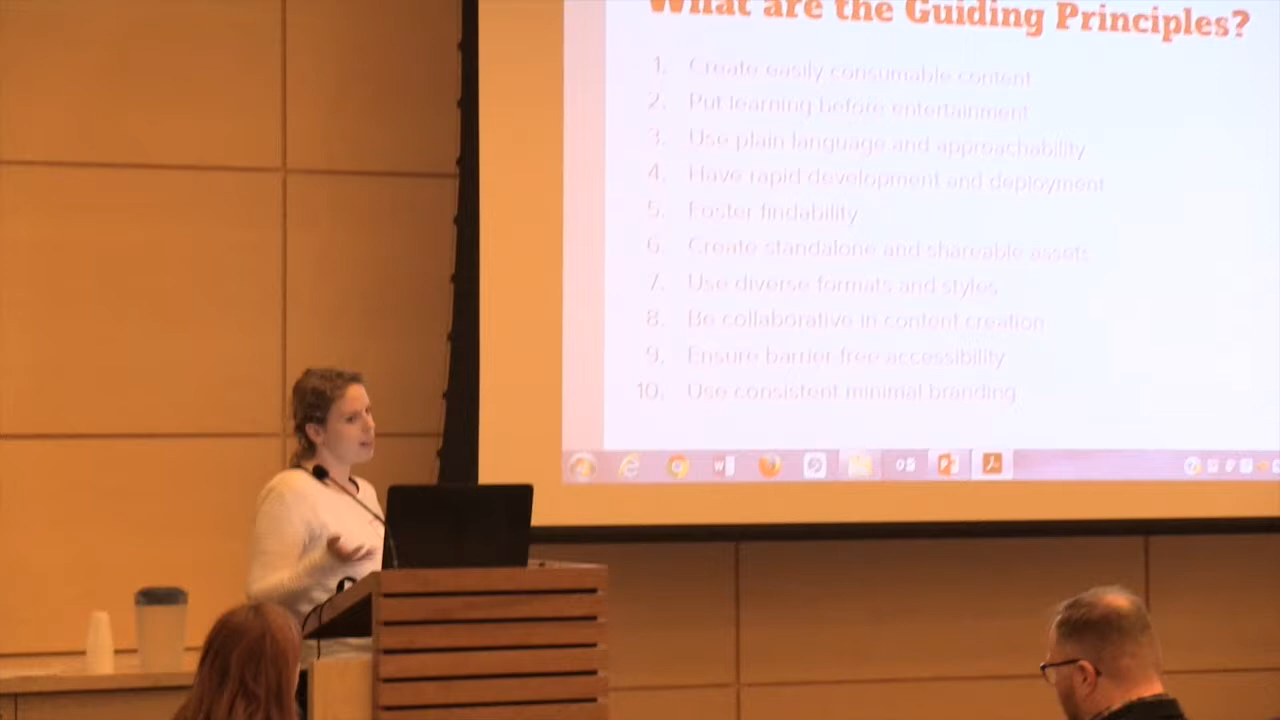 What are the Guiding Principles?
1. Create easily consumable content
2. Put learning before entertainment
3. Use plain language and approachability
4. Have rapid development and deployment
5. Foster findability
6. Create standalone and shareable assets
7. Use diverse formats and styles
8. Be collaborative in content creation
9. Ensure barrier-free accessibility
10. Use consistent minimal branding